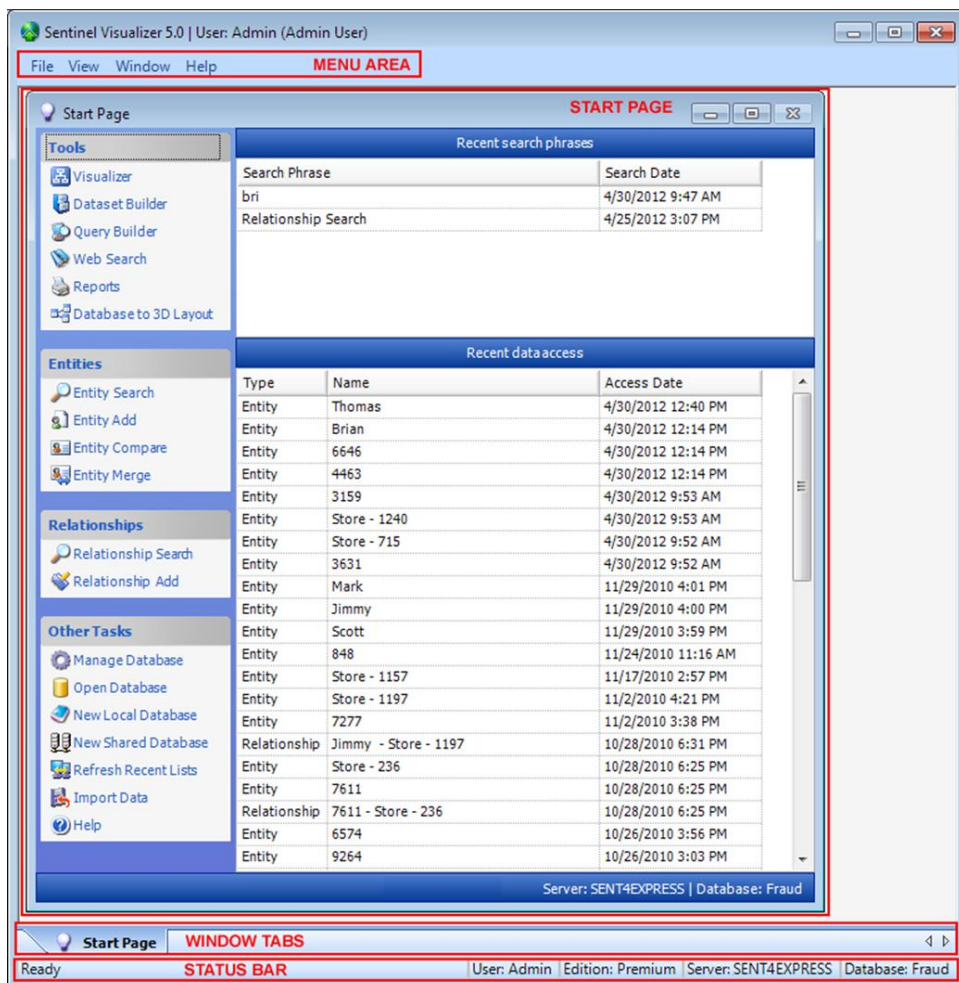 Sentinel Visualizer 5.0 | User: Admin (Admin User)
File View Window Help MENU AREA
Start Page START PAGE
Tools
Visualizer
Dataset Builder
Query Builder
Web Search
Reports
Database to 3D Layout
Entities
Entity Search
Entity Add
Entity Compare
Entity Merge
Relationships
Relationship Search
Relationship Add
Other Tasks
Manage Database
Open Database
New Local Database
New Shared Database
Refresh Recent Lists
Import Data
Help
Recent search phrases
Search Phrase Search Date
bri 4/30/2012 9:47 AM
Relationship Search 4/25/2012 3:07 PM
Recent data access
Type Name Access Date
Entity Thomas 4/30/2012 12:40 PM
Entity Brian 4/30/2012 12:14 PM
Entity 6646 4/30/2012 12:14 PM
Entity 4463 4/30/2012 12:14 PM
Entity 3159 4/30/2012 9:53 AM
Entity Store - 1240 4/30/2012 9:53 AM
Entity Store - 715 4/30/2012 9:52 AM
Entity 3631 4/30/2012 9:52 AM
Entity Mark 11/29/2010 4:01 PM
Entity Jimmy 11/29/2010 4:00 PM
Entity Scott 11/29/2010 3:59 PM
Entity 848 11/24/2010 11:16 AM
Entity Store - 1157 11/17/2010 2:57 PM
Entity Store - 1197 11/2/2010 4:21 PM
Entity 7277 11/2/2010 3:38 PM
Relationship Jimmy - Store - 1197 10/28/2010 6:31 PM
Entity Store - 236 10/28/2010 6:25 PM
Entity 7611 10/28/2010 6:25 PM
Relationship 7611 - Store - 236 10/28/2010 6:25 PM
Entity 6574 10/26/2010 3:56 PM
Entity 9264 10/26/2010 3:03 PM
Server: SENT4EXPRESS | Database: Fraud
Start Page WINDOW TABS
Ready STATUS BAR User: Admin Edition: Premium Server: SENT4EXPRESS Database: Fraud